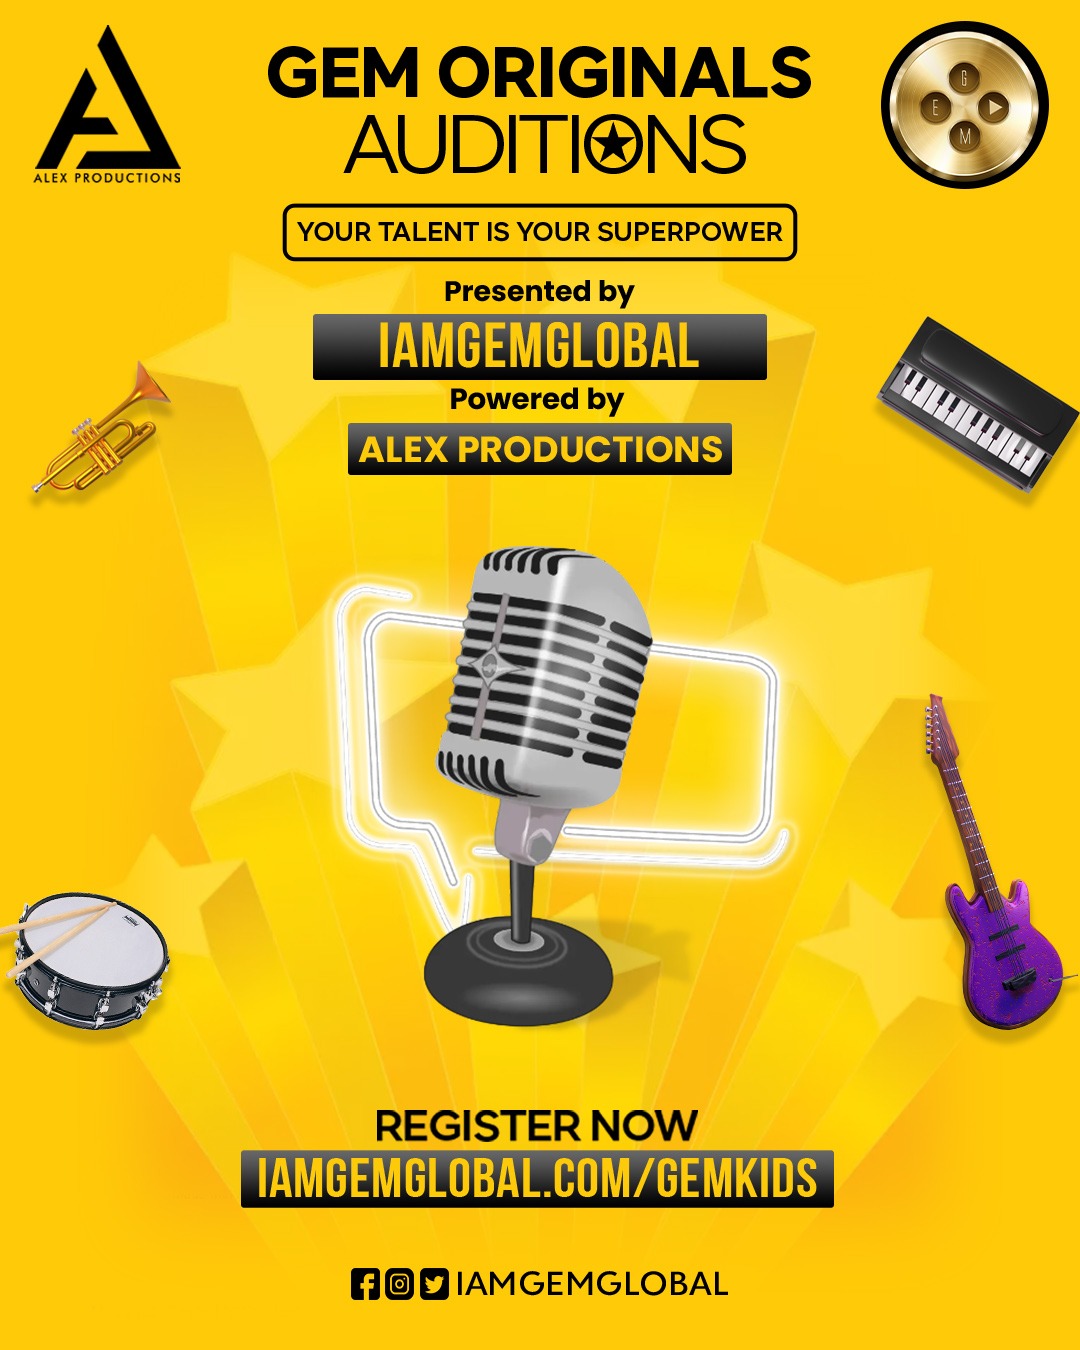 GEM ORIGINALS
AUDITIONS
ALEX PRODUCTIONS
G
E
M
YOUR TALENT IS YOUR SUPERPOWER
Presented by
IAMGEMGLOBAL
Powered by
ALEX PRODUCTIONS
REGISTER NOW
IAMGEMGLOBAL.COM/GEMKIDS
IAMGEMGLOBAL